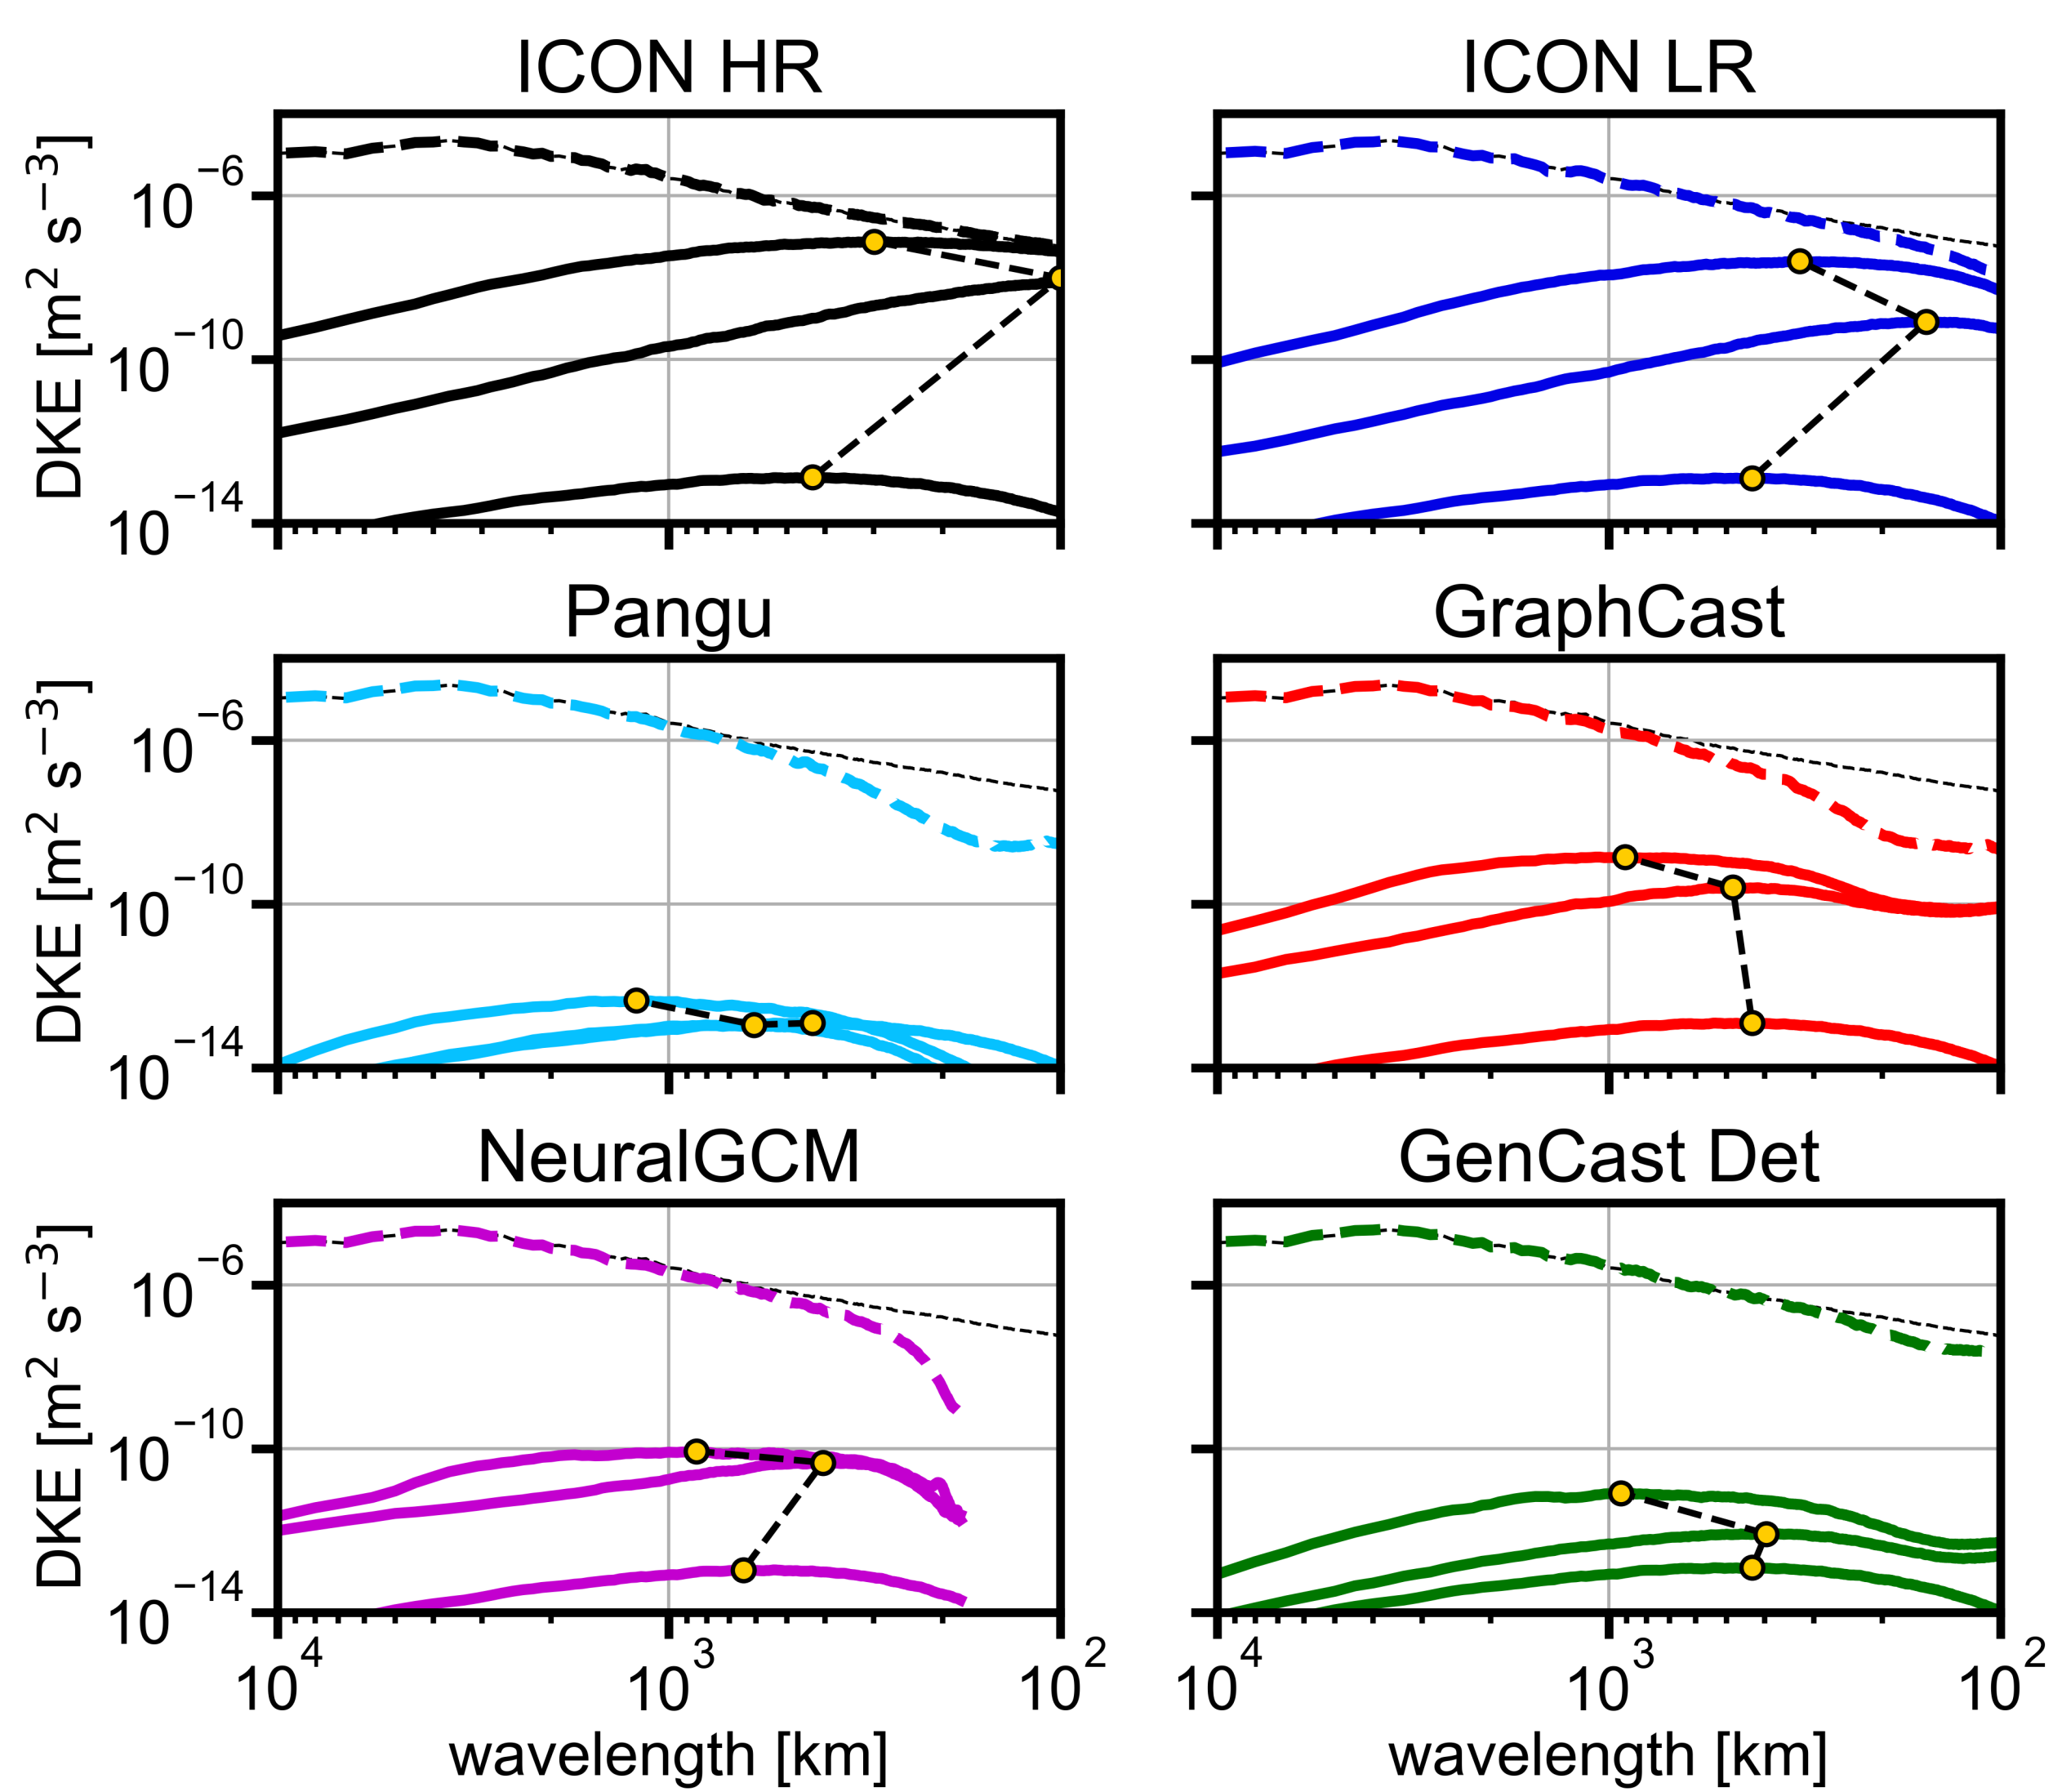 ICON HR
ICON LR
DKE [m² s⁻³]
10⁻⁶
10⁻¹⁰
10⁻¹⁴
Pangu
GraphCast
DKE [m² s⁻³]
10⁻⁶
10⁻¹⁰
10⁻¹⁴
NeuralGCM
GenCast Det
DKE [m² s⁻³]
10⁻⁶
10⁻¹⁰
10⁻¹⁴
10⁴ 10³ 10²
10⁴ 10³ 10²
wavelength [km]
wavelength [km]